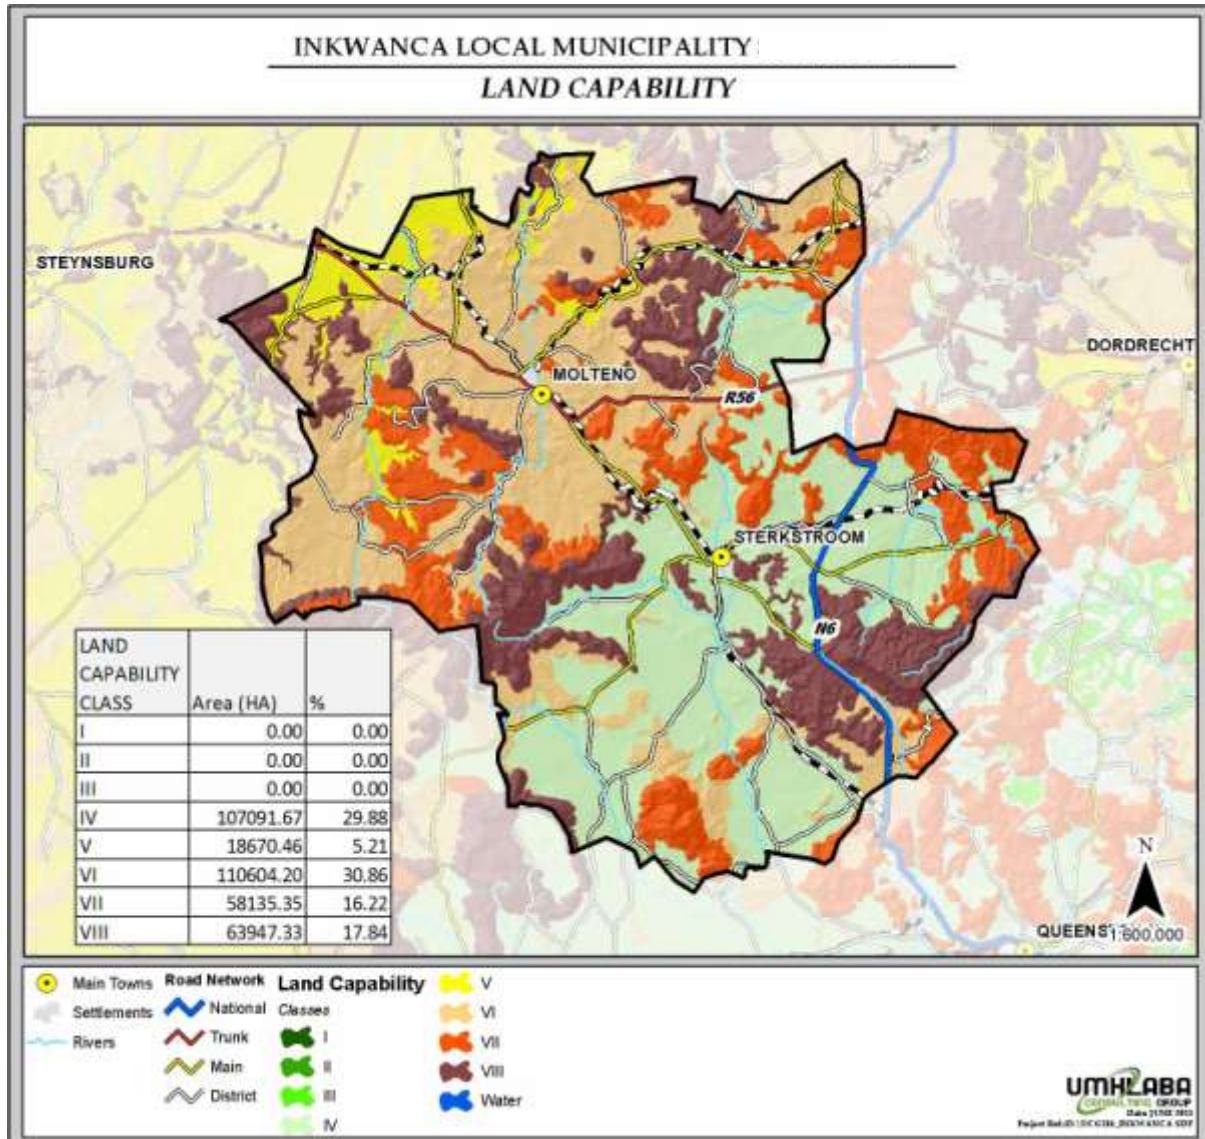 INKWANCA LOCAL MUNICIPALITY
LAND CAPABILITY
STEYNSBURG
DORDRECHT
MOLTENO
R56
STERKSTROOM
N6
LAND CAPABILITY CLASS Area (HA) %
I 0.00 0.00
II 0.00 0.00
III 0.00 0.00
IV 107091.67 29.88
V 18670.46 5.21
VI 110604.20 30.86
VII 58135.35 16.22
VIII 63947.33 17.84
N
1:600,000
Main Towns
Settlements
Rivers
Road Network
National
Trunk
Main
District
Land Capability
Classes
I
II
III
IV
V
VI
VII
VIII
Water
UMHLABA
CONSULTING GROUP